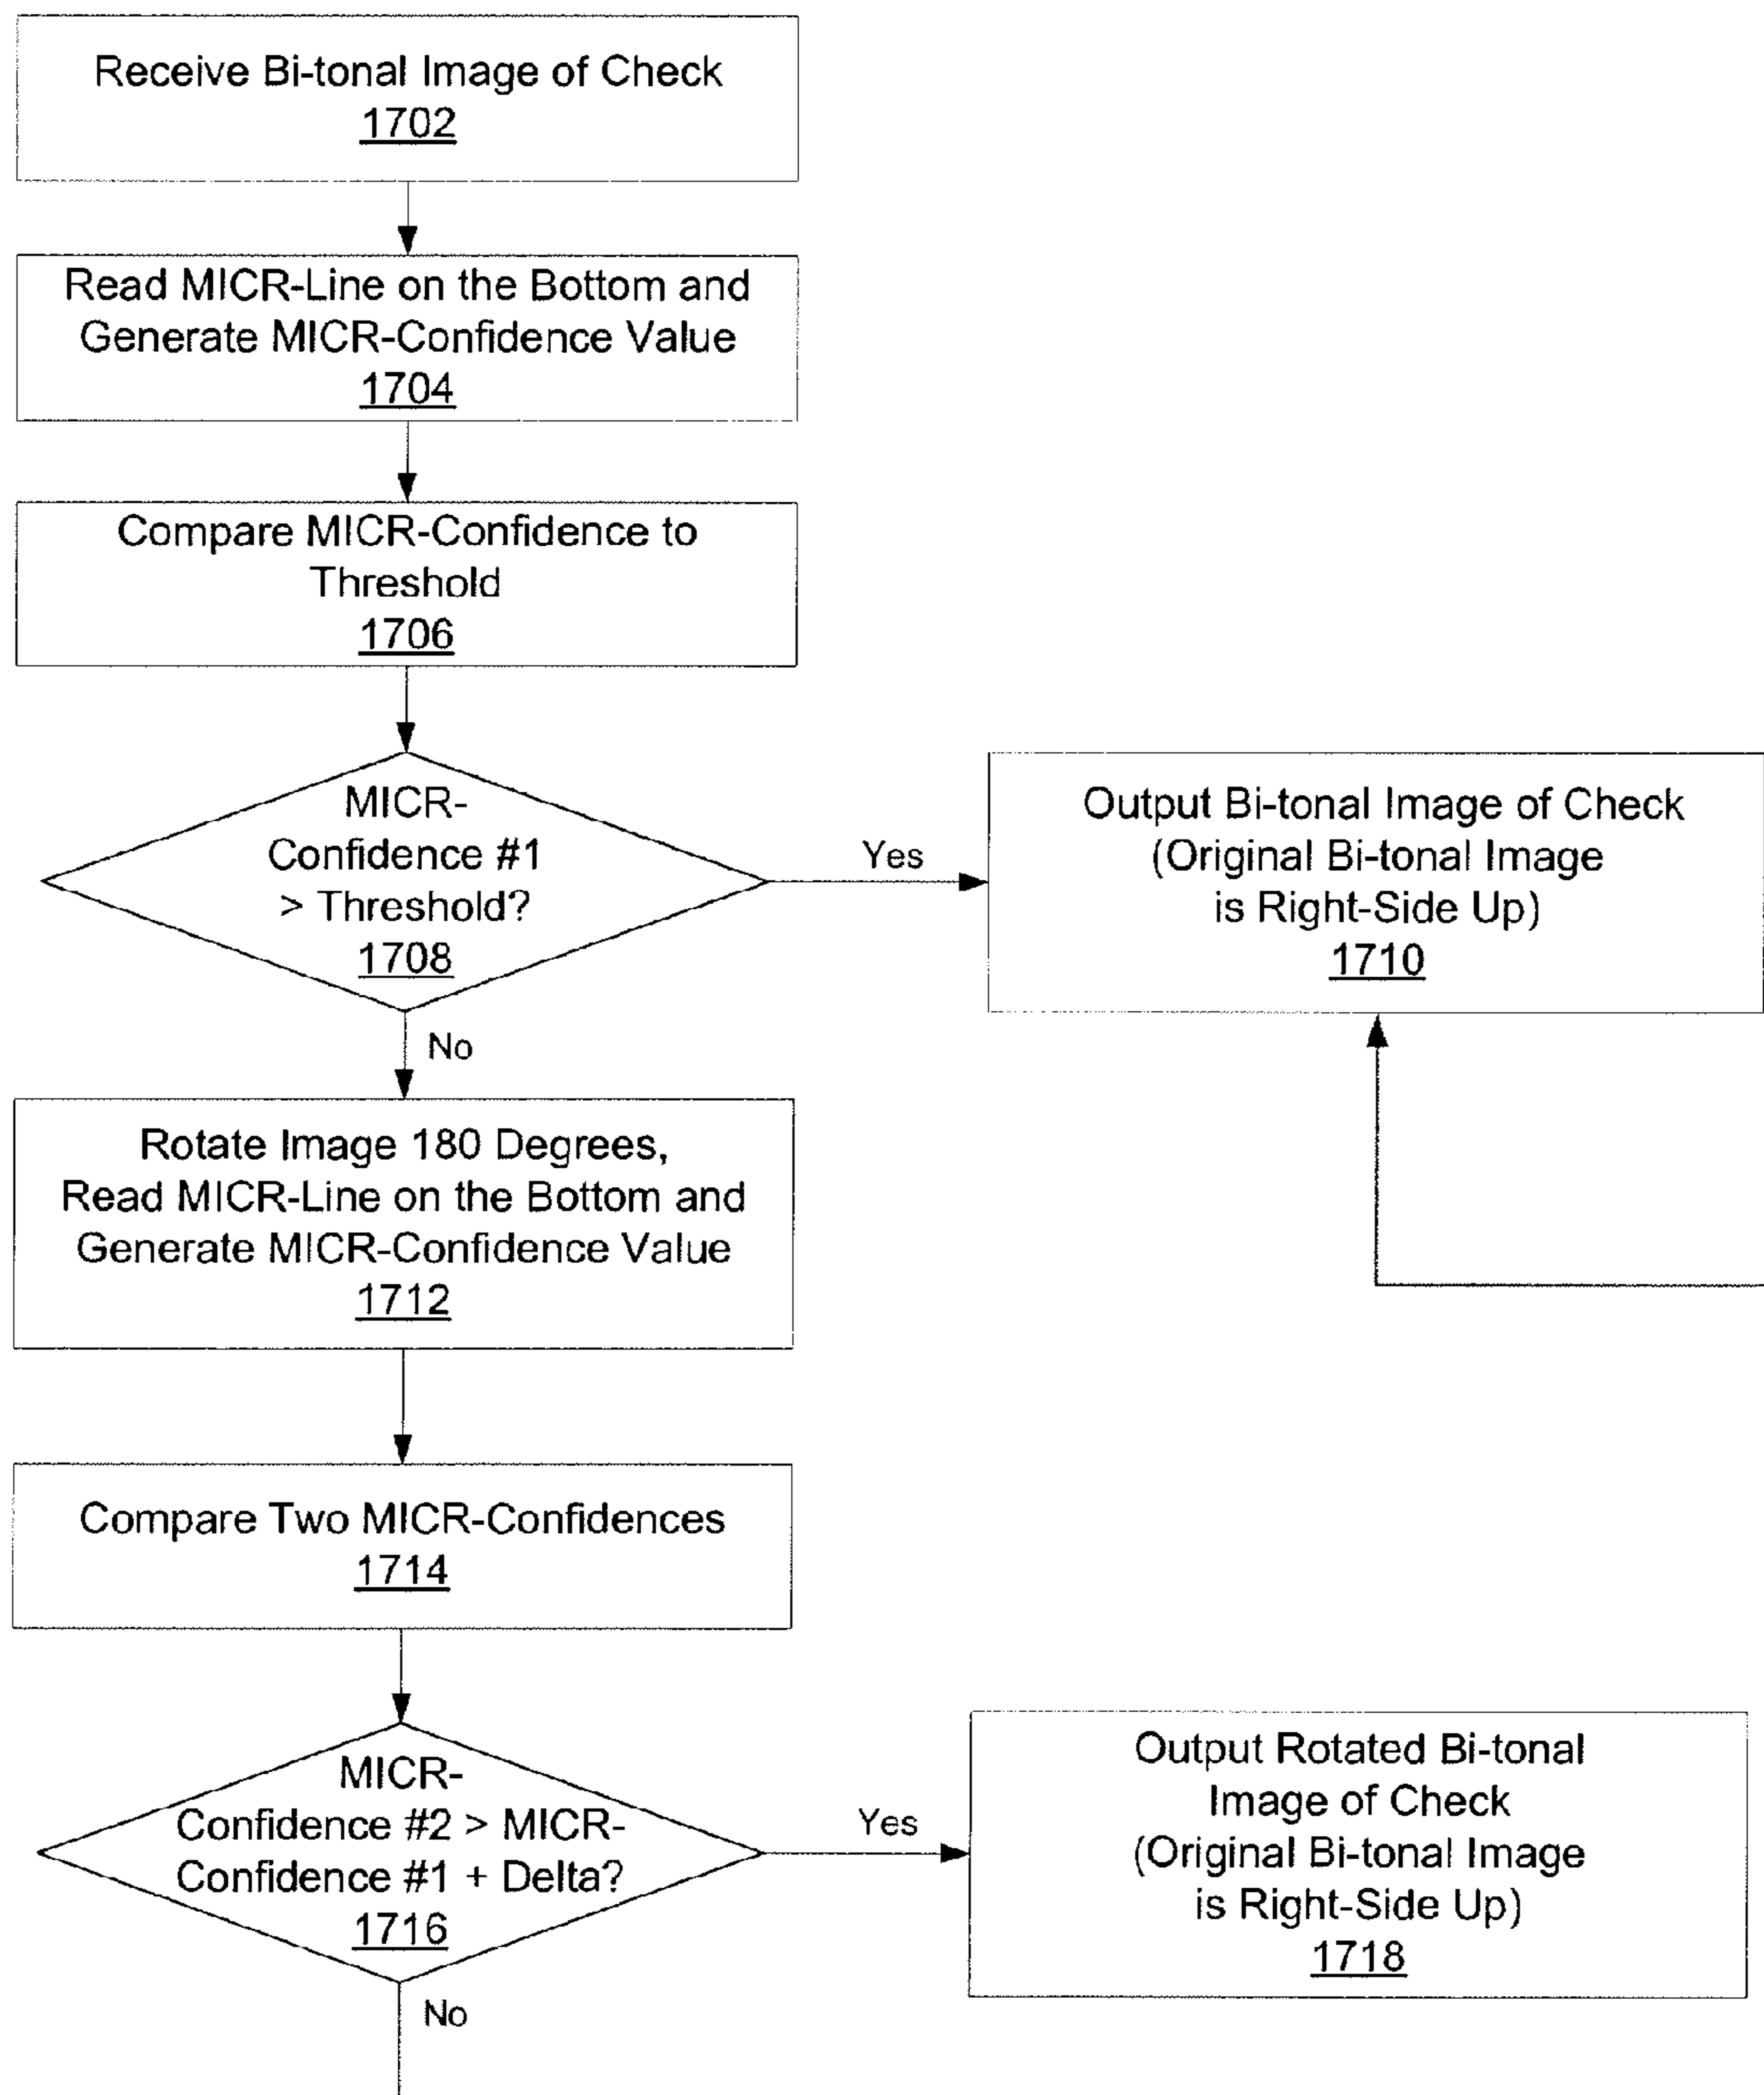 Receive Bi-tonal Image of Check
1702
Read MICR-Line on the Bottom and
Generate MICR-Confidence Value
1704
Compare MICR-Confidence to
Threshold
1706
MICR-
Confidence #1
> Threshold?
1708
Yes
Output Bi-tonal Image of Check
(Original Bi-tonal Image
is Right-Side Up)
1710
No
Rotate Image 180 Degrees,
Read MICR-Line on the Bottom and
Generate MICR-Confidence Value
1712
Compare Two MICR-Confidences
1714
MICR-
Confidence #2 > MICR-
Confidence #1 + Delta?
1716
Yes
Output Rotated Bi-tonal
Image of Check
(Original Bi-tonal Image
is Right-Side Up)
1718
No